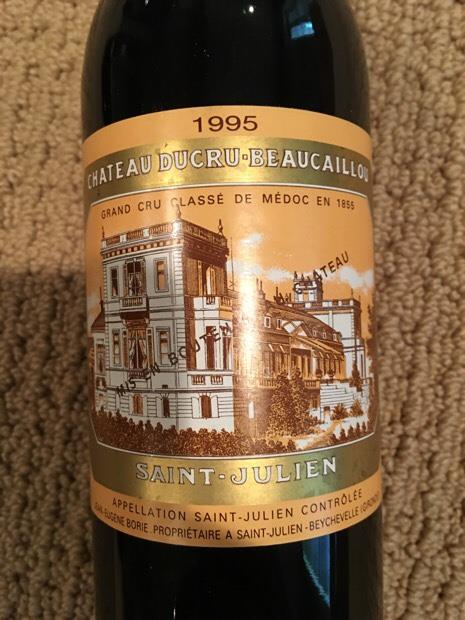 1995
CHATEAU DUCRU-BEAUCAILLOU
GRAND CRU CLASSÉ DE MÉDOC EN 1855
MIS EN BOUTEILLE AU CHATEAU
SAINT-JULIEN
APPELLATION SAINT-JULIEN CONTRÔLÉE
JEAN-EUGENE BORIE PROPRIÉTAIRE A SAINT-JULIEN-BEYCHEVELLE (GIRONDE)